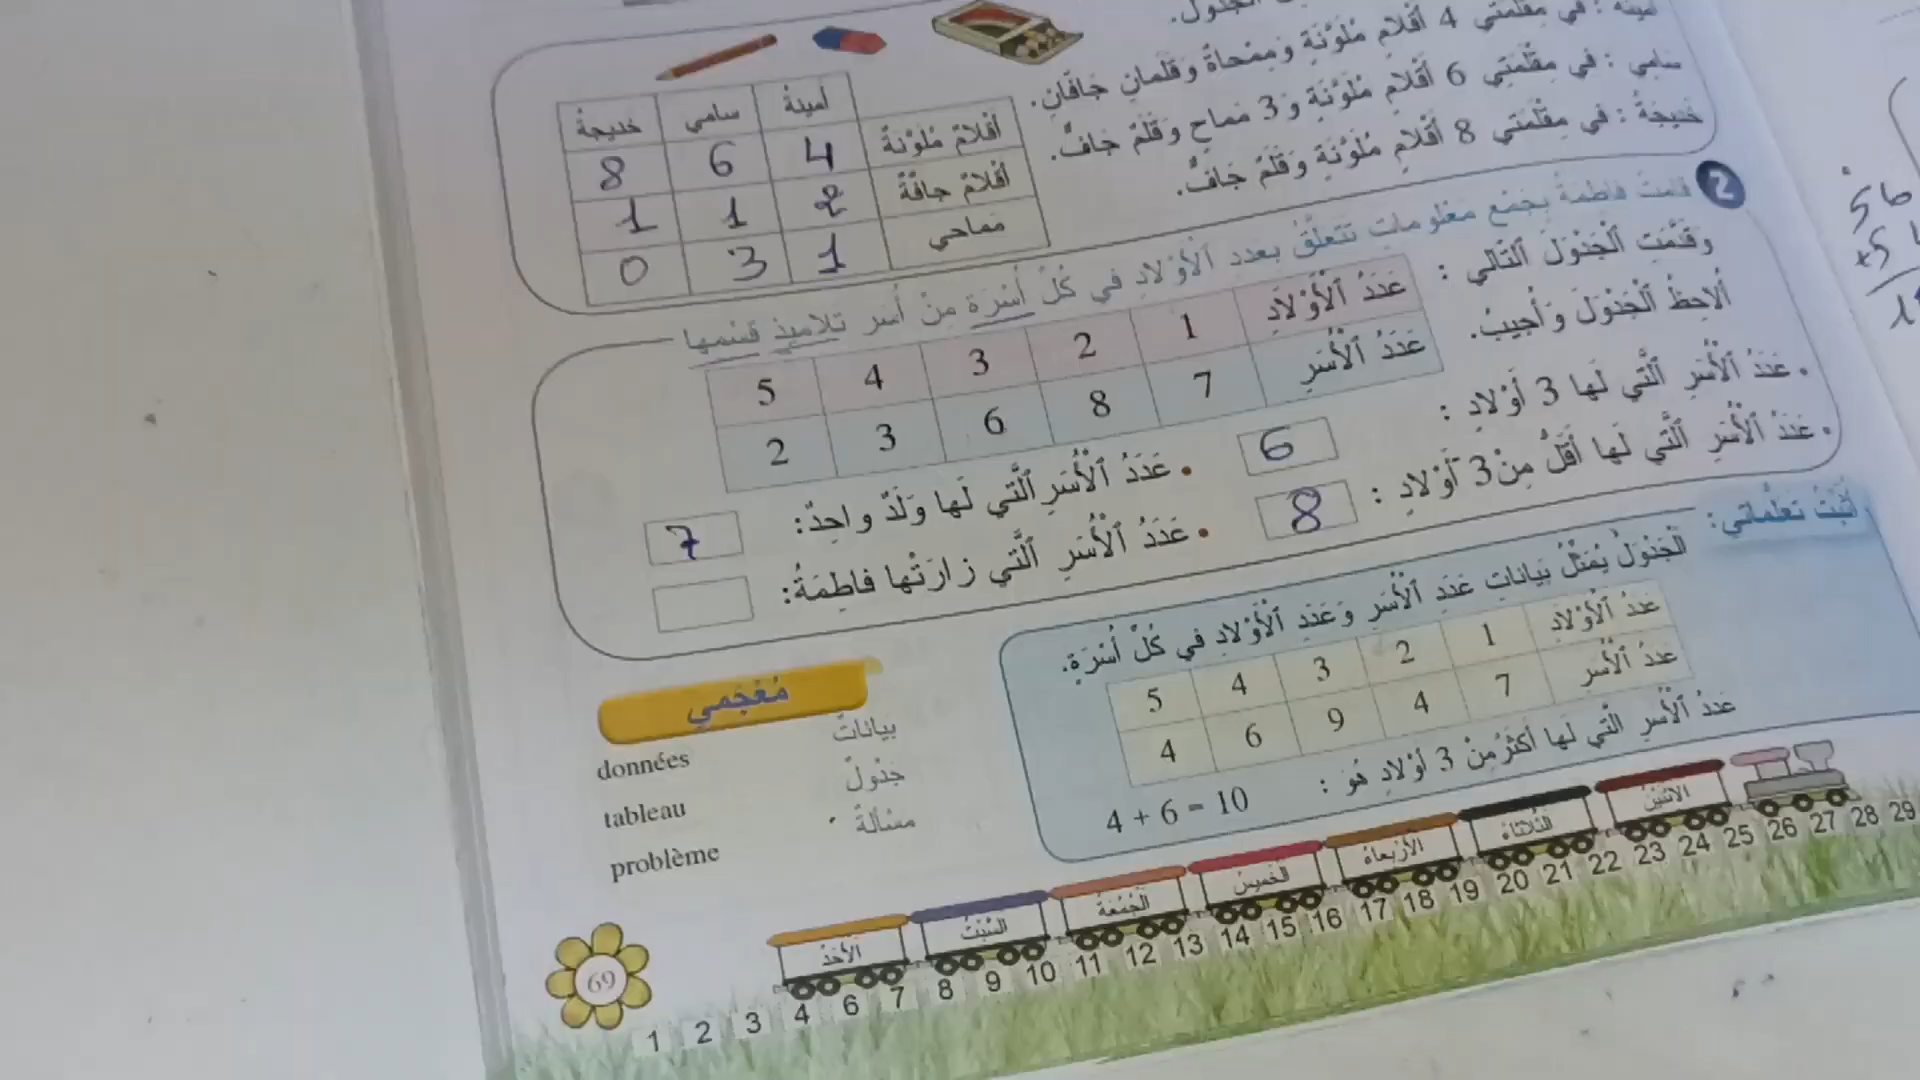 أمينة : في مقلمتي 4 أقلام ملونة وممحاة وقلمان جافان.
سامي : في مقلمتي 6 أقلام ملونة و 3 مماح وقلم جاف.
خديجة : في مقلمتي 8 أقلام ملونة وقلم جاف.
أمينة سامي خديجة
أقلام ملونة 4 6 8
أقلام جافة 2 1 1
مماحي 1 3 0
2 قامت فاطمة بجمع معلومات تتعلق بعدد الأولاد في كل أسرة من أسر تلاميذ قسمها
وقدمت الجدول التالي :
ألاحظ الجدول وأجيب.
عدد الأولاد 1 2 3 4 5
عدد الأسر 7 8 6 3 2
• عدد الأسر التي لها 3 أولاد : 6
• عدد الأسر التي لها أقل من 3 أولاد : 8
• عدد الأسر التي لها ولد واحد: 7
• عدد الأسر التي زارتها فاطمة:
أثبت تعلماتي:
الجدول يمثل بيانات عدد الأسر وعدد الأولاد في كل أسرة.
عدد الأولاد 1 2 3 4 5
عدد الأسر 7 4 9 6 4
عدد الأسر التي لها أكثر من 3 أولاد هو :
4 + 6 = 10
معجمي
بيانات données
جدول tableau
مسألة problème
الاثنين الثلاثاء الأربعاء الخميس الجمعة السبت الأحد
1 2 3 4 6 7 8 9 10 11 12 13 14 15 16 17 18 19 20 21 22 23 24 25 26 27 28 29
69